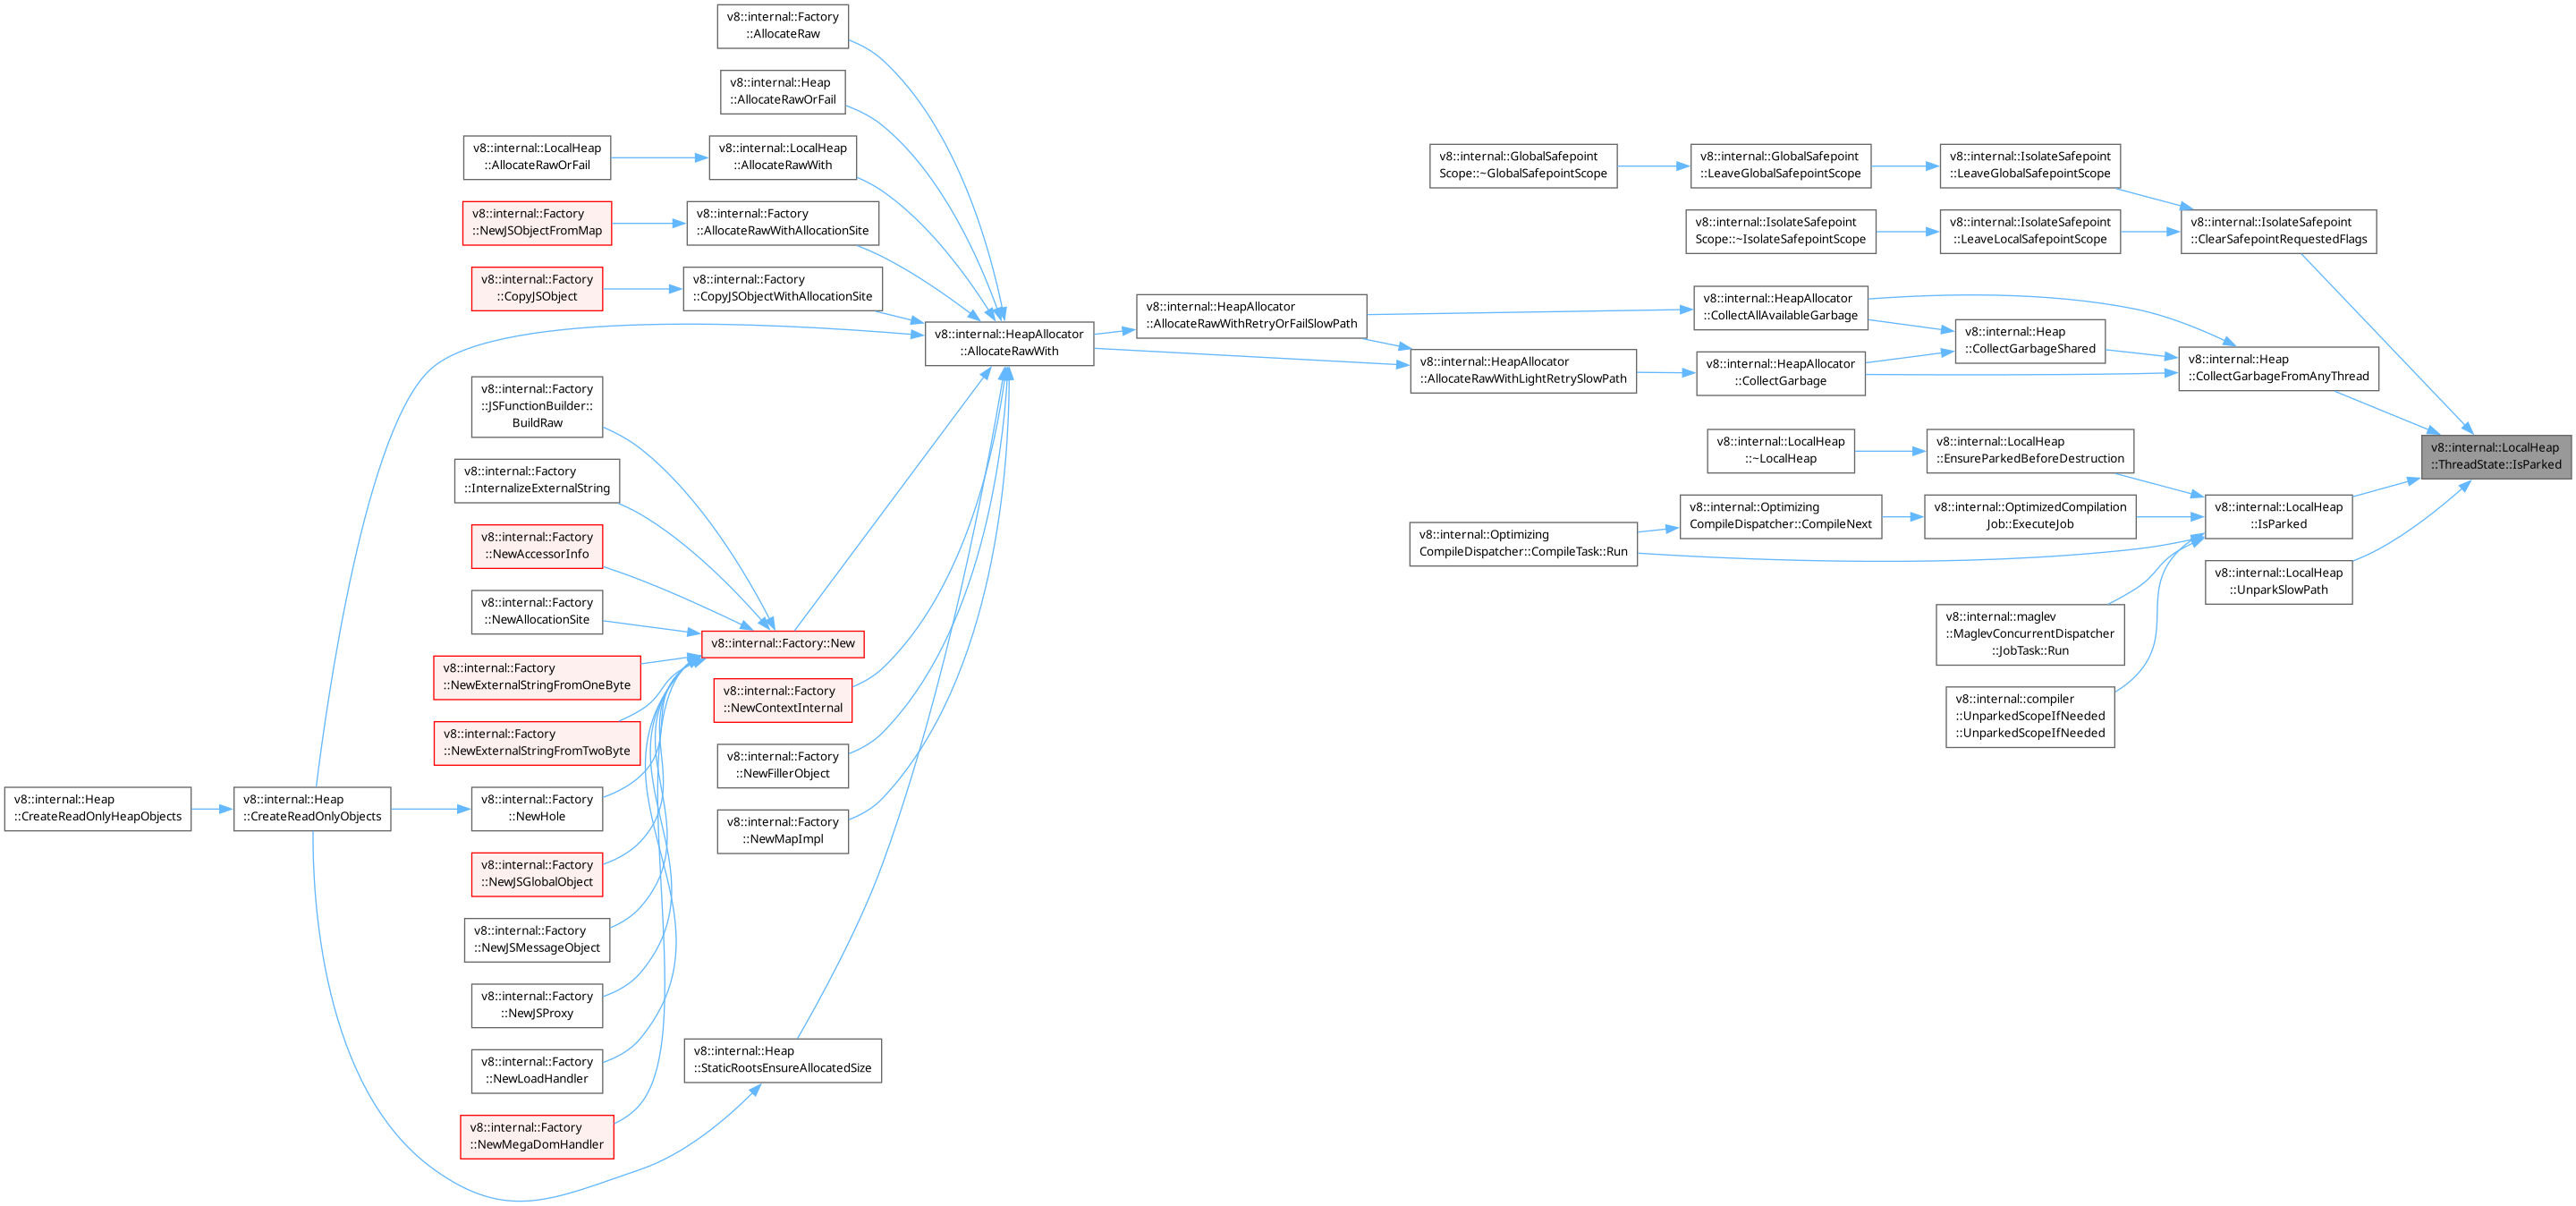 v8::internal::Factory
::AllocateRaw
v8::internal::Heap
::AllocateRawOrFail
v8::internal::LocalHeap
::AllocateRawOrFail
v8::internal::LocalHeap
::AllocateRawWith
v8::internal::Factory
::NewJSObjectFromMap
v8::internal::Factory
::AllocateRawWithAllocationSite
v8::internal::Factory
::CopyJSObject
v8::internal::Factory
::CopyJSObjectWithAllocationSite
v8::internal::HeapAllocator
::AllocateRawWith
v8::internal::Factory
::JSFunctionBuilder::
BuildRaw
v8::internal::Factory
::InternalizeExternalString
v8::internal::Factory
::NewAccessorInfo
v8::internal::Factory
::NewAllocationSite
v8::internal::Factory::New
v8::internal::Factory
::NewExternalStringFromOneByte
v8::internal::Factory
::NewContextInternal
v8::internal::Factory
::NewExternalStringFromTwoByte
v8::internal::Factory
::NewFillerObject
v8::internal::Heap
::CreateReadOnlyHeapObjects
v8::internal::Heap
::CreateReadOnlyObjects
v8::internal::Factory
::NewHole
v8::internal::Factory
::NewMapImpl
v8::internal::Factory
::NewJSGlobalObject
v8::internal::Factory
::NewJSMessageObject
v8::internal::Factory
::NewJSProxy
v8::internal::Factory
::NewLoadHandler
v8::internal::Heap
::StaticRootsEnsureAllocatedSize
v8::internal::Factory
::NewMegaDomHandler
v8::internal::GlobalSafepoint
Scope::~GlobalSafepointScope
v8::internal::GlobalSafepoint
::LeaveGlobalSafepointScope
v8::internal::IsolateSafepoint
::LeaveGlobalSafepointScope
v8::internal::IsolateSafepoint
Scope::~IsolateSafepointScope
v8::internal::IsolateSafepoint
::LeaveLocalSafepointScope
v8::internal::IsolateSafepoint
::ClearSafepointRequestedFlags
v8::internal::HeapAllocator
::AllocateRawWithRetryOrFailSlowPath
v8::internal::HeapAllocator
::CollectAllAvailableGarbage
v8::internal::Heap
::CollectGarbageShared
v8::internal::HeapAllocator
::AllocateRawWithLightRetrySlowPath
v8::internal::HeapAllocator
::CollectGarbage
v8::internal::Heap
::CollectGarbageFromAnyThread
v8::internal::LocalHeap
::~LocalHeap
v8::internal::LocalHeap
::EnsureParkedBeforeDestruction
v8::internal::LocalHeap
::ThreadState::IsParked
v8::internal::Optimizing
CompileDispatcher::CompileTask::Run
v8::internal::Optimizing
CompileDispatcher::CompileNext
v8::internal::OptimizedCompilation
Job::ExecuteJob
v8::internal::LocalHeap
::IsParked
v8::internal::LocalHeap
::UnparkSlowPath
v8::internal::maglev
::MaglevConcurrentDispatcher
::JobTask::Run
v8::internal::compiler
::UnparkedScopeIfNeeded
::UnparkedScopeIfNeeded